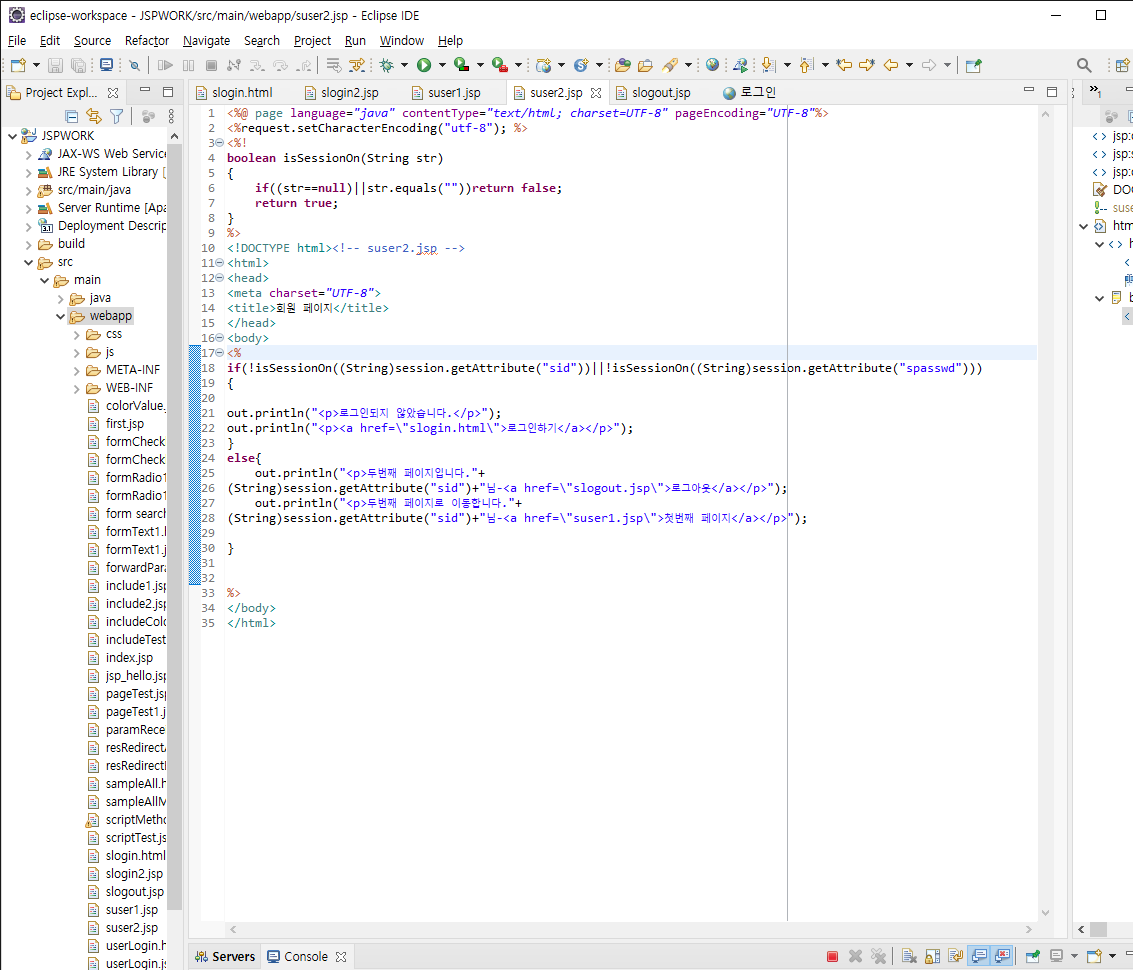 eclipse-workspace - JSPWORK/src/main/webapp/suser2.jsp - Eclipse IDE
File Edit Source Refactor Navigate Search Project Run Window Help
Project Expl...
slogin.html slogin2.jsp suser1.jsp suser2.jsp slogout.jsp 로그인
JSPWORK
JAX-WS Web Service
JRE System Library [
src/main/java
Server Runtime [Apa
Deployment Descrip
build
src
main
java
webapp
css
js
META-INF
WEB-INF
colorValue.
first.jsp
formCheck
formCheck
formRadio1
formRadio1
form search
formText1.l
formText1.j
forwardPara
include1.jsp
include2.jsp
includeColo
includeTest
index.jsp
jsp_hello.jsp
pageTest.jsp
pageTest1.j
paramRece
resRedirectA
resRedirectI
sampleAll.h
sampleAllM
scriptMetho
scriptTest.js
slogin.html
slogin2.jsp
slogout.jsp
suser1.jsp
suser2.jsp
userLogin.h
userLogin.js
1 <%@ page language="java" contentType="text/html; charset=UTF-8" pageEncoding="UTF-8"%>
2 <%request.setCharacterEncoding("utf-8"); %>
3 <%!
4 boolean isSessionOn(String str)
5 {
6 if((str==null)||str.equals(""))return false;
7 return true;
8 }
9 %>
10 <!DOCTYPE html><!-- suser2.jsp -->
11 <html>
12 <head>
13 <meta charset="UTF-8">
14 <title>회원 페이지</title>
15 </head>
16 <body>
17 <%
18 if(!isSessionOn((String)session.getAttribute("sid"))||!isSessionOn((String)session.getAttribute("spasswd")))
19 {
20
21 out.println("<p>로그인되지 않았습니다.</p>");
22 out.println("<p><a href=\"slogin.html\">로그인하기</a></p>");
23 }
24 else{
25 out.println("<p>두번째 페이지입니다."+
26 (String)session.getAttribute("sid")+"님-<a href=\"slogout.jsp\">로그아웃</a></p>");
27 out.println("<p>두번째 페이지로 이동합니다."+
28 (String)session.getAttribute("sid")+"님-<a href=\"suser1.jsp\">첫번째 페이지</a></p>");
29
30 }
31
32
33 %>
34 </body>
35 </html>
1
jsp:
jsp:
jsp:
DOC
suse
htm
h
b
Servers Console